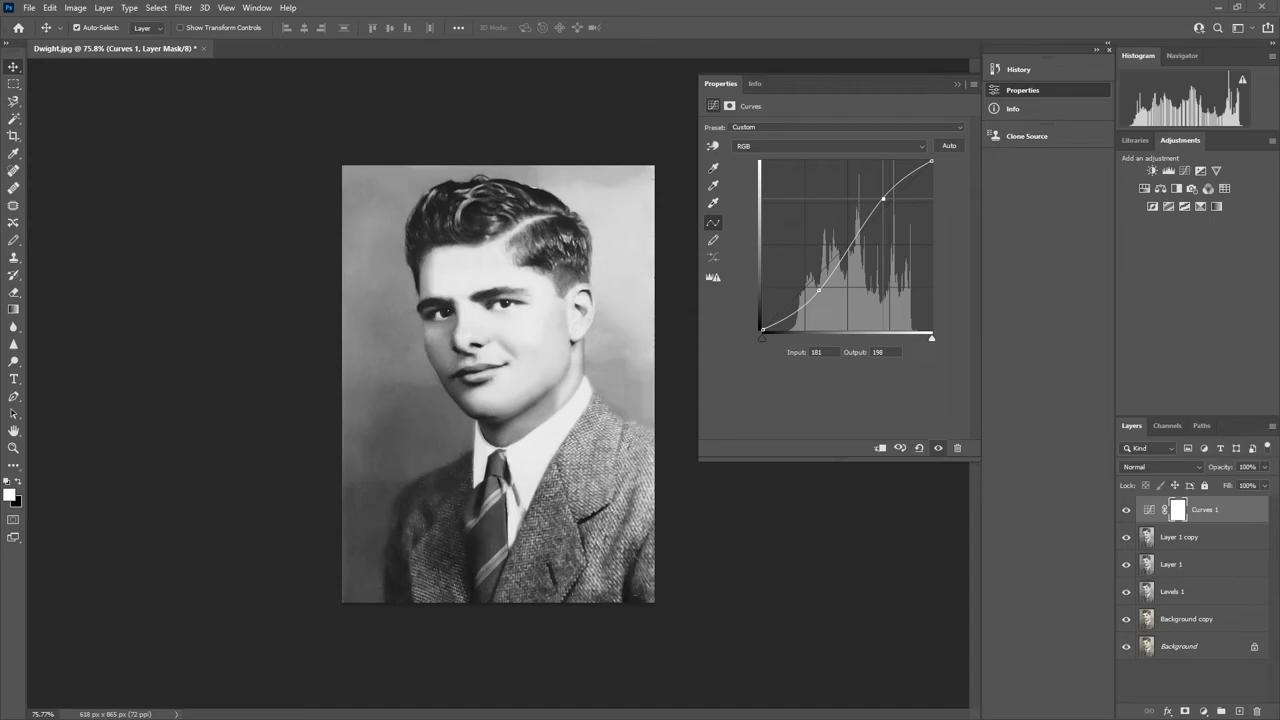 Ps File Edit Image Layer Type Select Filter 3D View Window Help
Auto-Select: Layer Show Transform Controls 3D Mode:
Dwight.jpg @ 75.8% (Curves 1, Layer Mask/8) * ×
Properties Info
Curves
Preset: Custom
RGB Auto
Input: 181 Output: 198
History
Properties
Info
Clone Source
Histogram Navigator
Libraries Adjustments
Add an adjustment
Layers Channels Paths
Kind
Normal Opacity: 100%
Lock: Fill: 100%
Curves 1
Layer 1 copy
Layer 1
Levels 1
Background copy
Background
75.77% 618 px x 865 px (72 ppi)